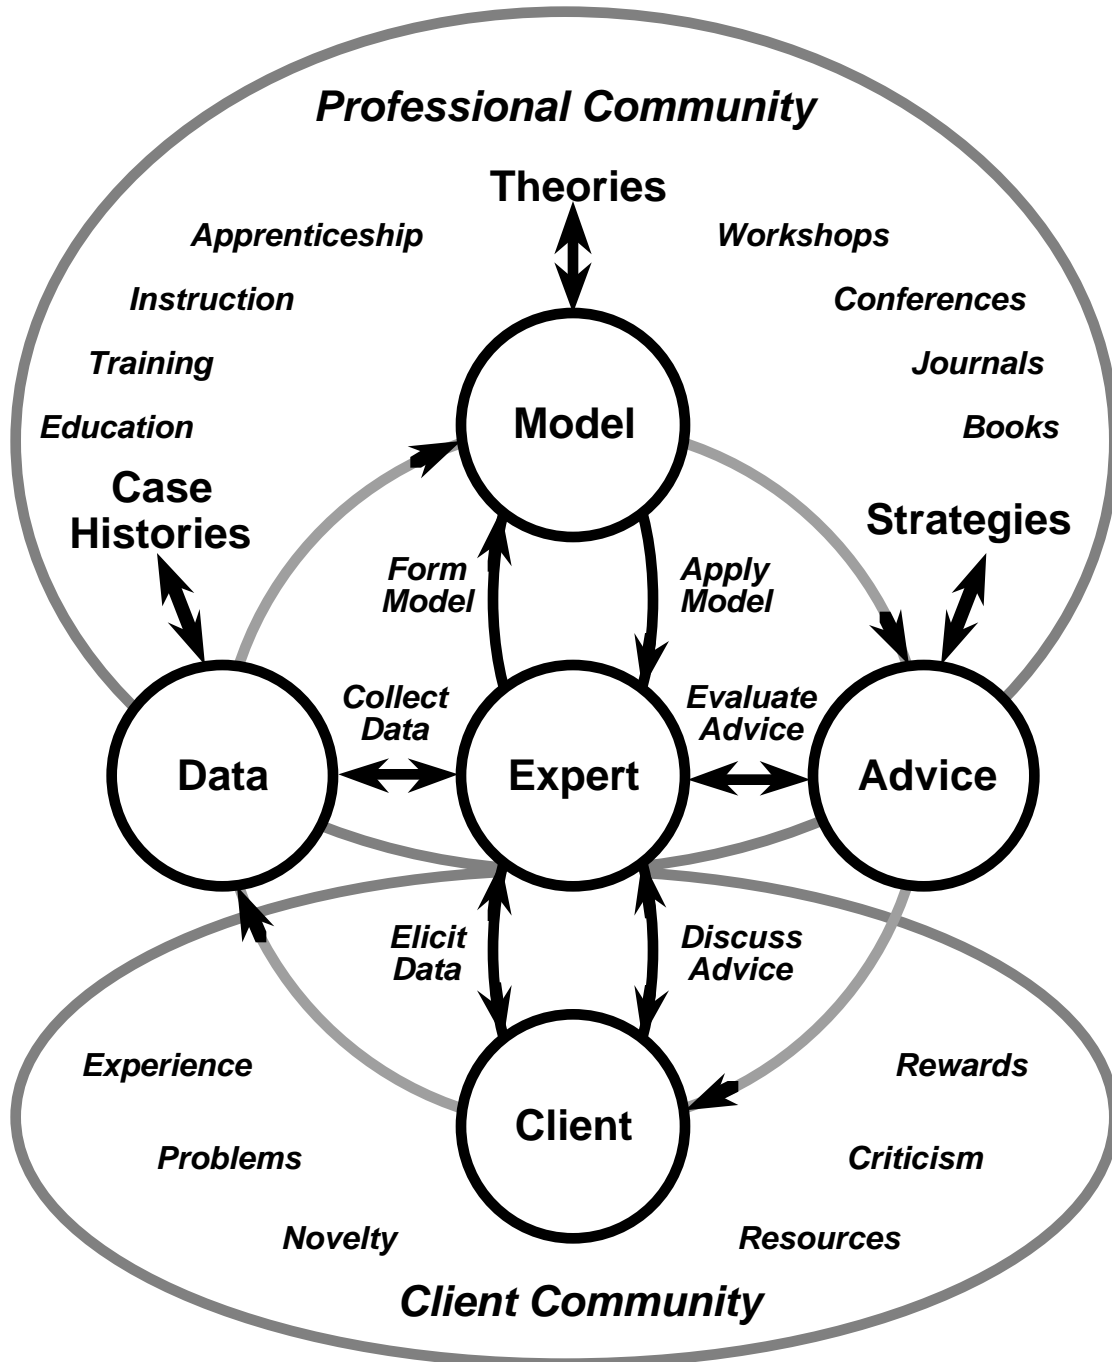 Professional Community
Theories
Apprenticeship
Workshops
Instruction
Conferences
Training
Journals
Education
Model
Books
Case
Histories
Strategies
Form
Model
Apply
Model
Collect
Data
Evaluate
Advice
Data
Expert
Advice
Elicit
Data
Discuss
Advice
Experience
Rewards
Client
Problems
Criticism
Novelty
Resources
Client Community